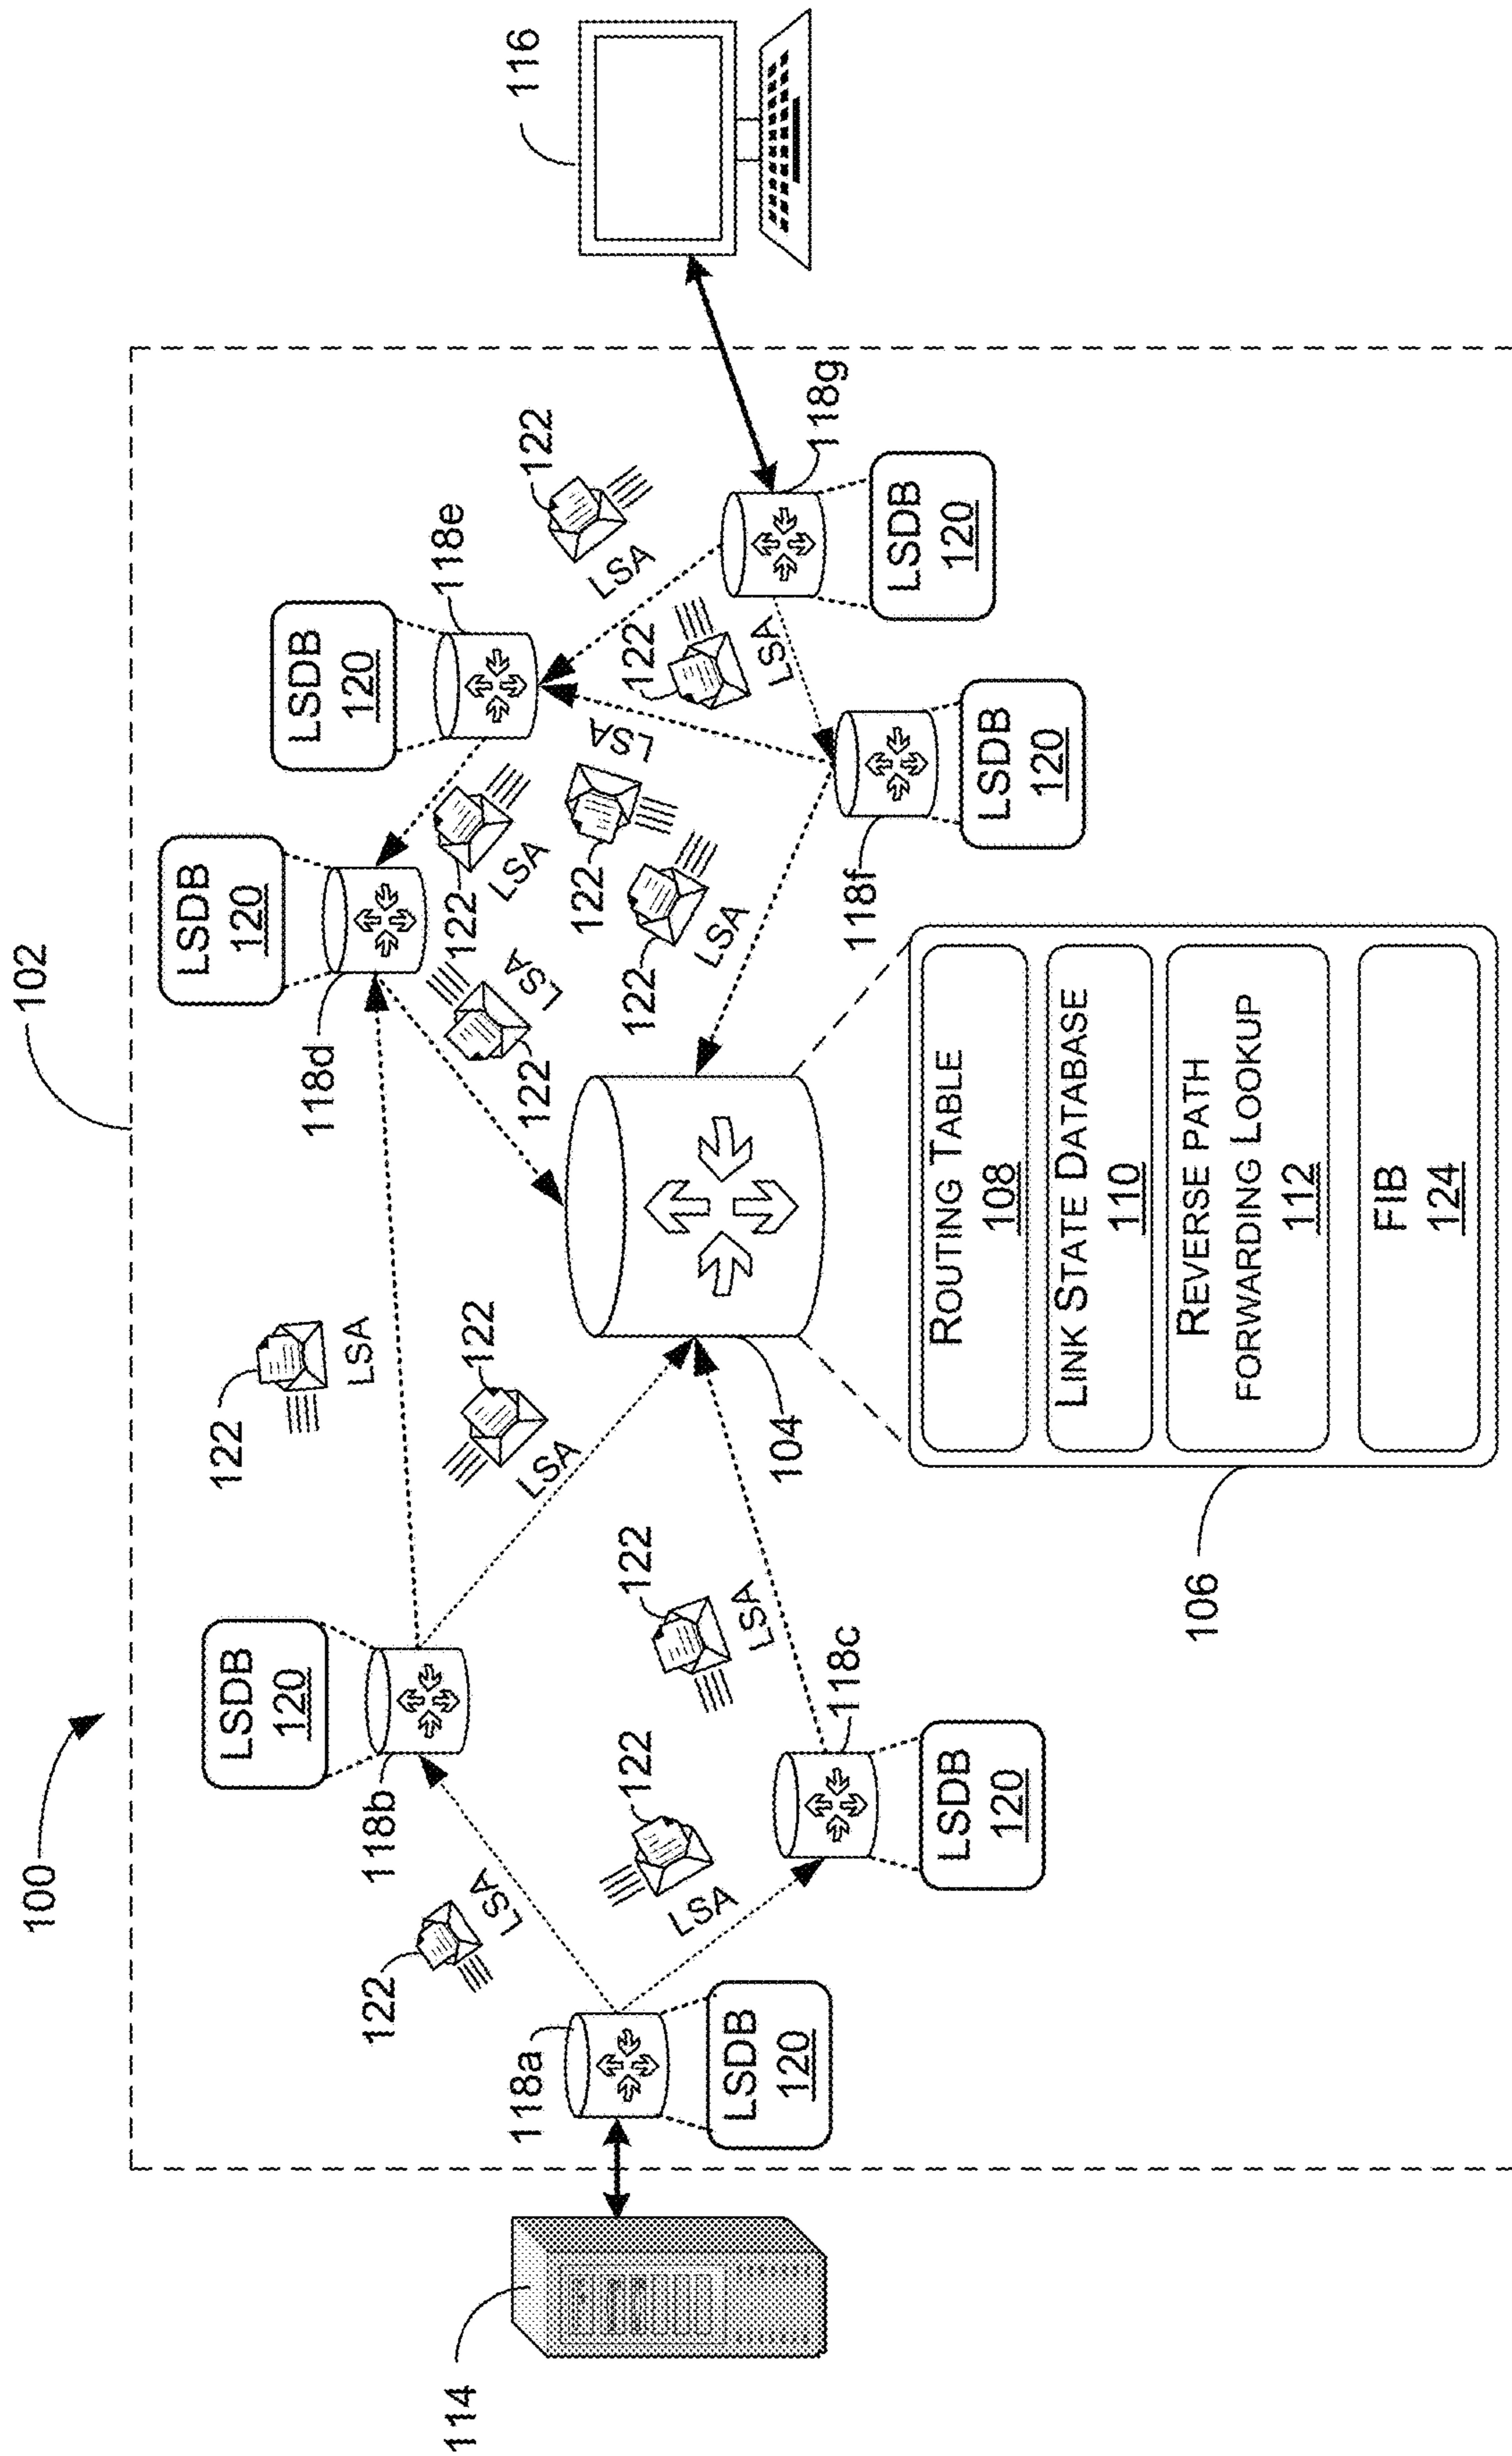 100
102
122
LSA
LSDB
120
118b
LSDB
120
118d
LSDB
120
118e
122
LSA
122
LSA
122
LSA
122
LSA
122
LSA
116
114
118a
LSDB
120
122
LSA
122
LSA
104
122
LSA
122
LSA
122
LSA
118g
LSDB
120
118c
LSDB
120
118f
LSDB
120
106
ROUTING TABLE
108
LINK STATE DATABASE
110
REVERSE PATH
FORWARDING LOOKUP
112
FIB
124